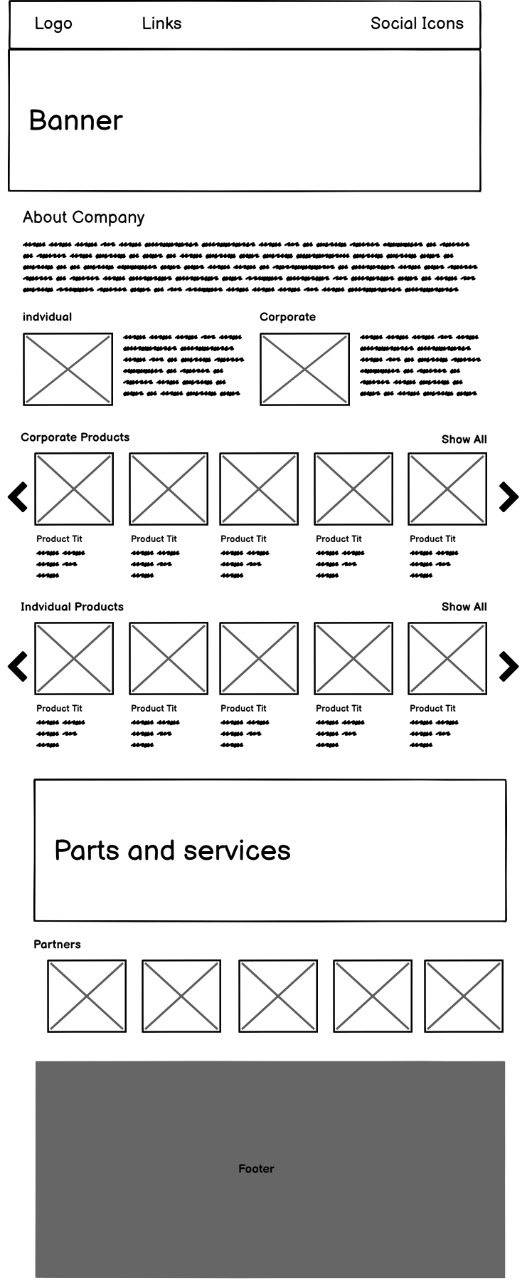 Logo Links Social Icons
Banner
About Company
indvidual Corporate
Corporate Products Show All
Product Tit Product Tit Product Tit Product Tit Product Tit
Indvidual Products Show All
Product Tit Product Tit Product Tit Product Tit Product Tit
Parts and services
Partners
Footer